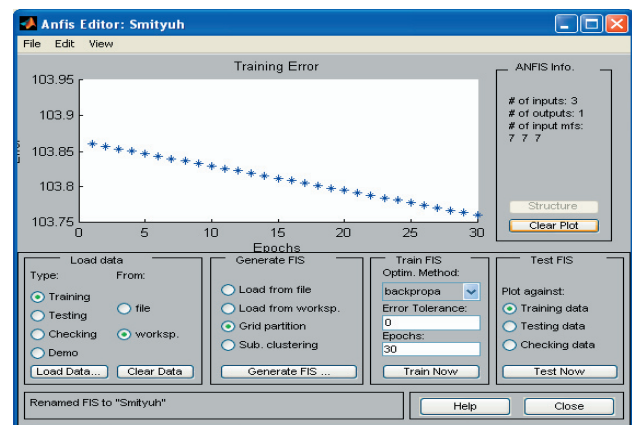 Anfis Editor: Smityuh
File Edit View
Training Error
103.95
103.9
103.85
103.8
103.75
Error
0 5 10 15 20 25 30
Epochs
ANFIS Info.
# of inputs: 3
# of outputs: 1
# of input mfs:
7 7 7
Structure
Clear Plot
Load data
Type: From:
Training
Testing
Checking
Demo
file
worksp.
Load Data... Clear Data
Generate FIS
Load from file
Load from worksp.
Grid partition
Sub. clustering
Generate FIS ...
Train FIS
Optim. Method:
backpropa
Error Tolerance:
0
Epochs:
30
Train Now
Test FIS
Plot against:
Training data
Testing data
Checking data
Test Now
Renamed FIS to "Smityuh"
Help Close